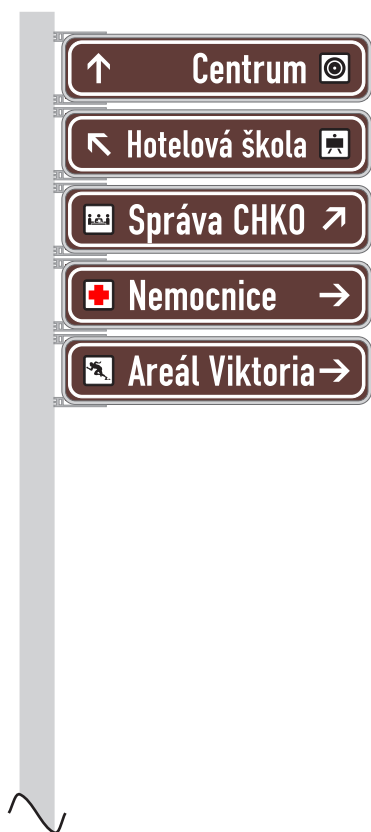 Centrum
Hotelová škola
Správa CHKO
Nemocnice
Areál Viktoria